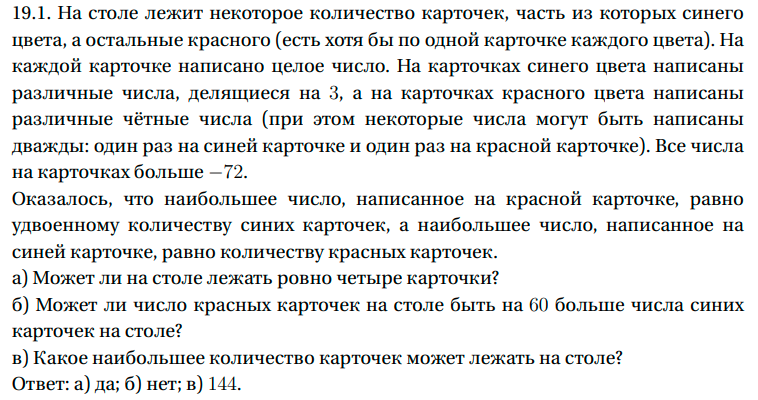 19.1. На столе лежит некоторое количество карточек, часть из которых синего
цвета, а остальные красного (есть хотя бы по одной карточке каждого цвета). На
каждой карточке написано целое число. На карточках синего цвета написаны
различные числа, делящиеся на 3, а на карточках красного цвета написаны
различные чётные числа (при этом некоторые числа могут быть написаны
дважды: один раз на синей карточке и один раз на красной карточке). Все числа
на карточках больше −72.
Оказалось, что наибольшее число, написанное на красной карточке, равно
удвоенному количеству синих карточек, а наибольшее число, написанное на
синей карточке, равно количеству красных карточек.
а) Может ли на столе лежать ровно четыре карточки?
б) Может ли число красных карточек на столе быть на 60 больше числа синих
карточек на столе?
в) Какое наибольшее количество карточек может лежать на столе?
Ответ: а) да; б) нет; в) 144.